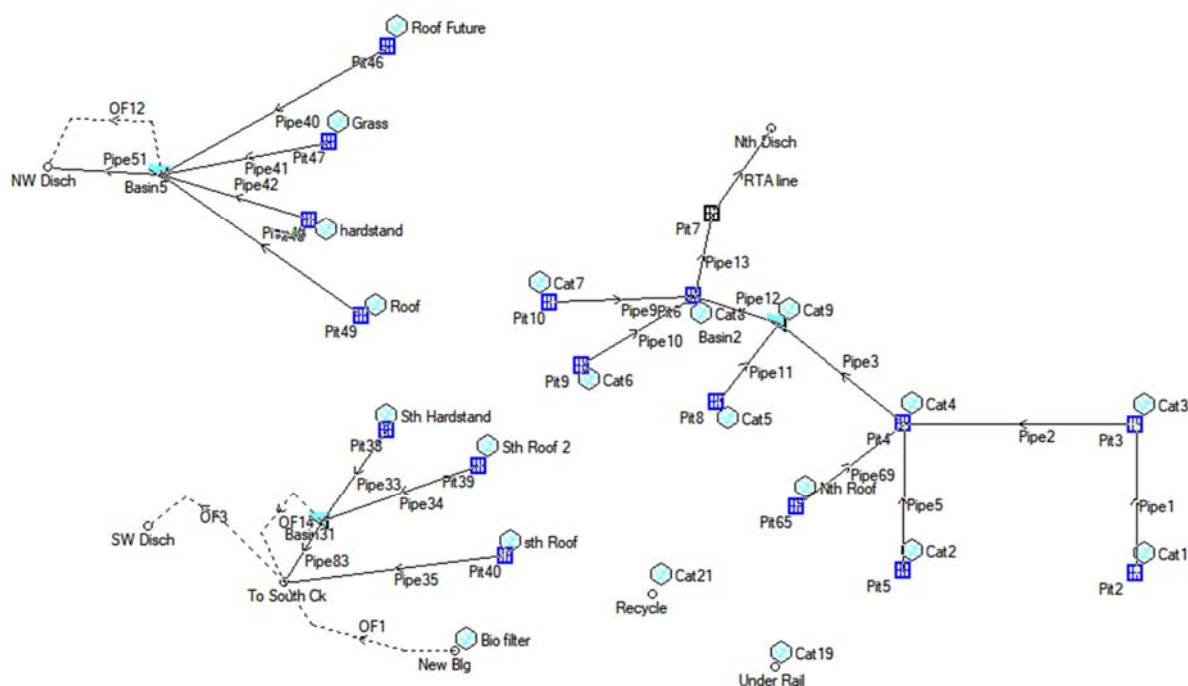 Roof Future
Pit46
OF12
Pipe40
Grass
Pit47
Pipe51
Pipe41
NW Disch
Basin5
Pipe42
hardstand
Roof
Pit49
Nth Disch
RTA line
Pit7
Pipe13
Cat7
Pit10
Pipe9
Pit6
Pipe12
Cat9
Cat8
Basin2
Pipe10
Pit9
Cat6
Pipe11
Pipe3
Pit8
Cat5
Cat4
Cat3
Pit4
Pipe2
Pit3
Sth Hardstand
Pit38
Sth Roof 2
Pit39
Pipe33
Pipe34
Nth Roof
Pipe69
Pit65
Pipe5
Pipe1
OF3
OF14
SW Disch
Basin31
Pipe83
sth Roof
Pit40
Pipe35
Cat2
Pit5
Cat1
Pit2
To South Ck
Cat21
Recycle
OF1
Bio filter
New Blg
Cat19
Under Rail